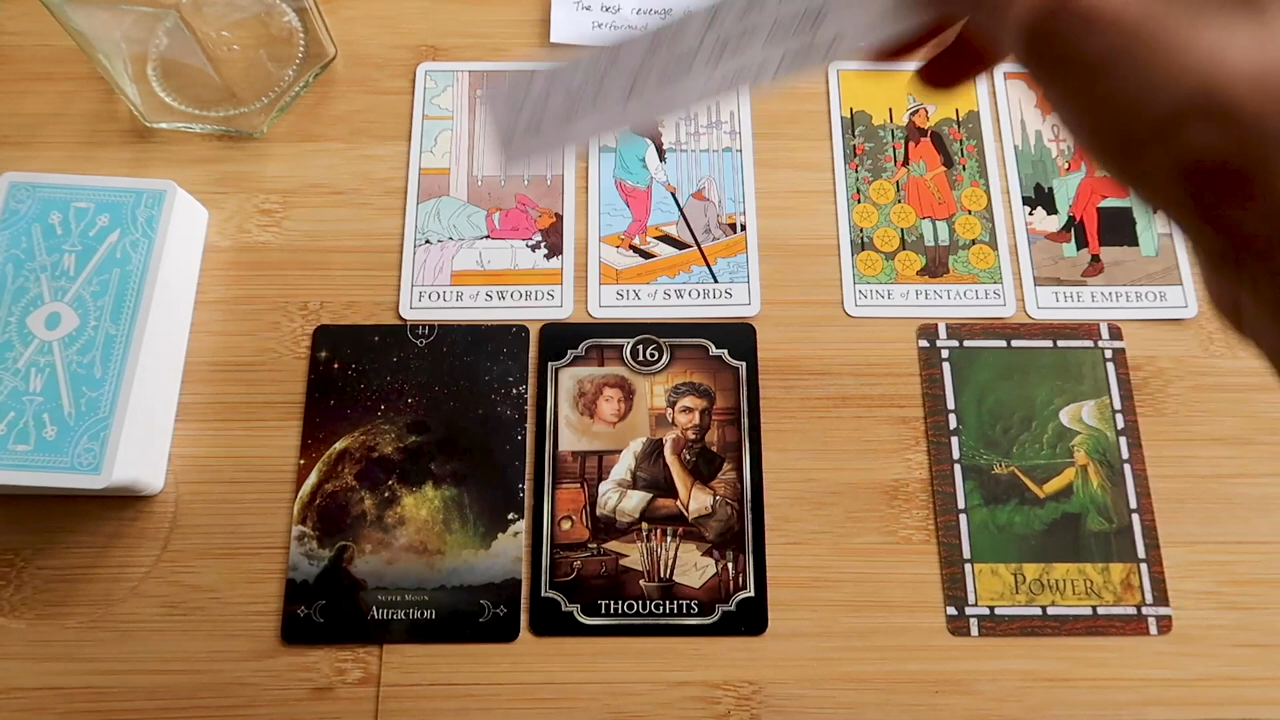 The best revenge
performed
FOUR of SWORDS
SIX of SWORDS
NINE of PENTACLES
THE EMPEROR
M
W
44
SUPER MOON
Attraction
16
THOUGHTS
POWER